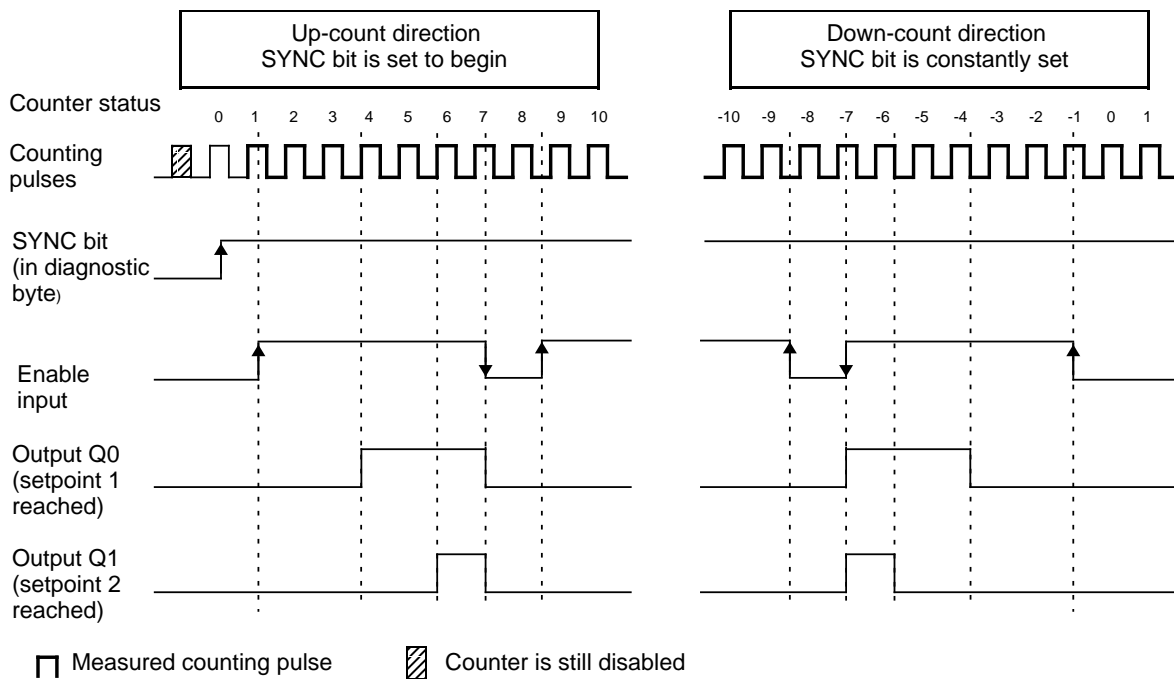 Up-count direction
SYNC bit is set to begin
Down-count direction
SYNC bit is constantly set
Counter status
0 1 2 3 4 5 6 7 8 9 10
-10 -9 -8 -7 -6 -5 -4 -3 -2 -1 0 1
Counting
pulses
SYNC bit
(in diagnostic
byte)
Enable
input
Output Q0
(setpoint 1
reached)
Output Q1
(setpoint 2
reached)
Measured counting pulse
Counter is still disabled